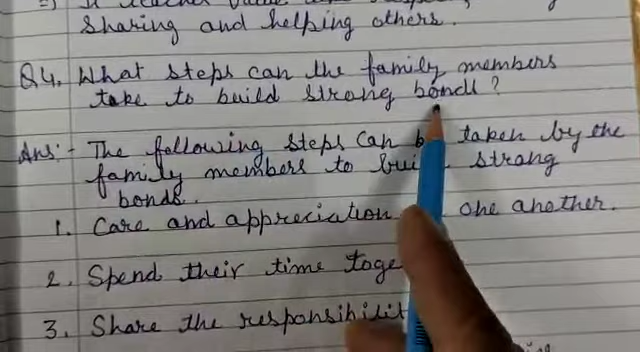 sharing and helping others.
Q4. What steps can the family members
take to build strong bonds?
Ans:- The following steps can be taken by the
family members to strong
bonds.
1. Care and appreciation one another.
2. Spend their time
3. Share the